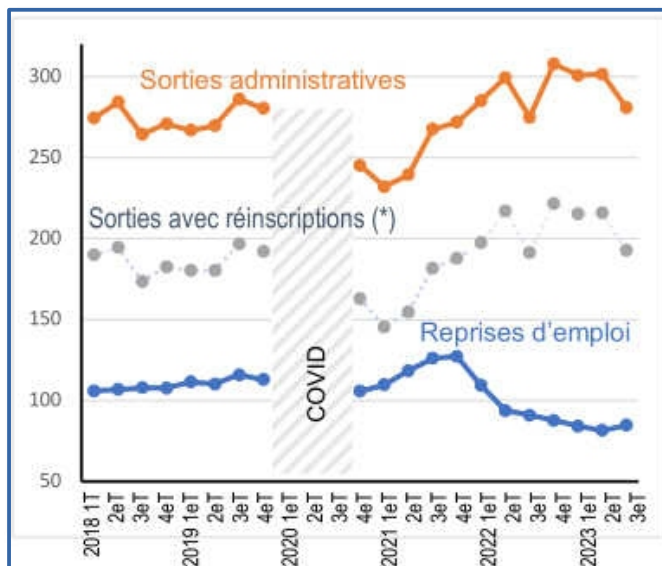 300
Sorties administratives
250
Sorties avec réinscriptions (*)
200
150
Reprises d'emploi
100
50
COVID
2018 1T
2eT
3eT
4eT
2019 1eT
2eT
3eT
4eT
2020 1eT
2eT
3eT
4eT
2021 1eT
2eT
3eT
4eT
2022 1eT
2eT
3eT
4eT
2023 1eT
2eT
3eT